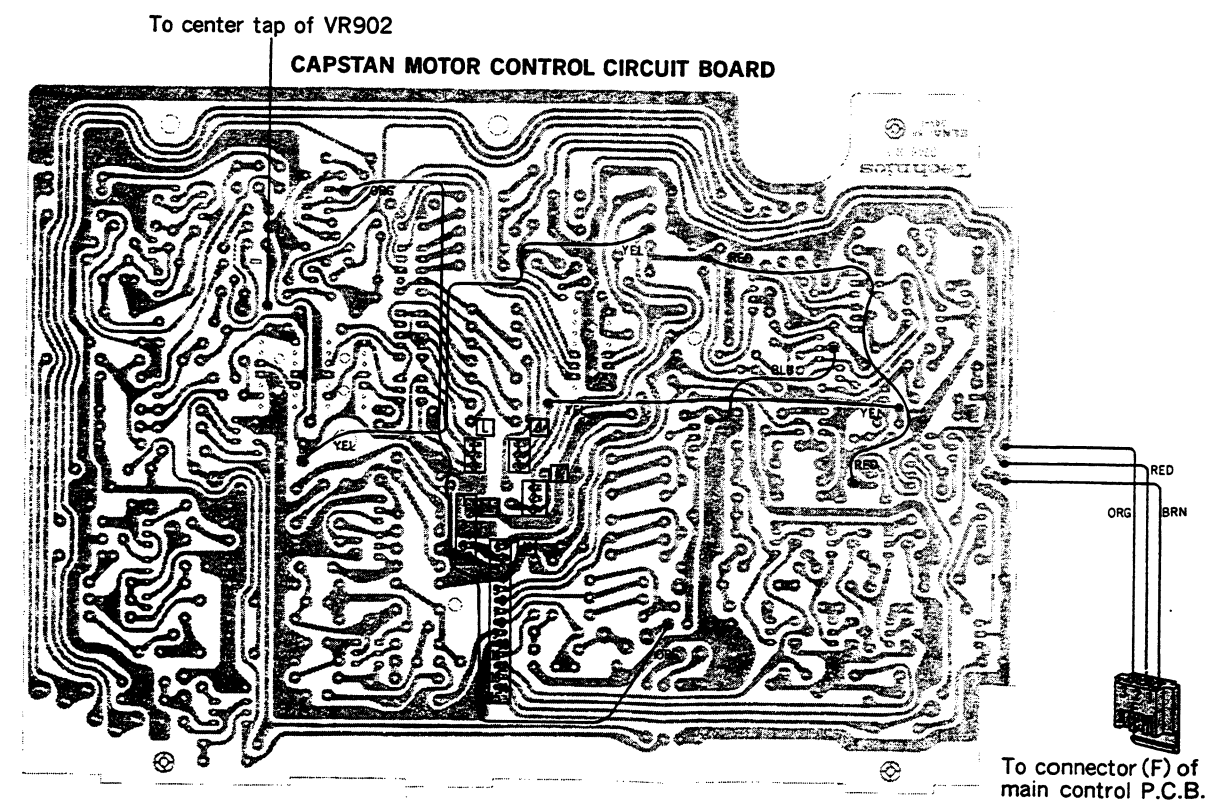 To center tap of VR902
CAPSTAN MOTOR CONTROL CIRCUIT BOARD
Technics
ORG
YEL
RED
BLU
YEL
YEL
L
RED
RED
ORG
BRN
To connector (F) of
main control P.C.B.